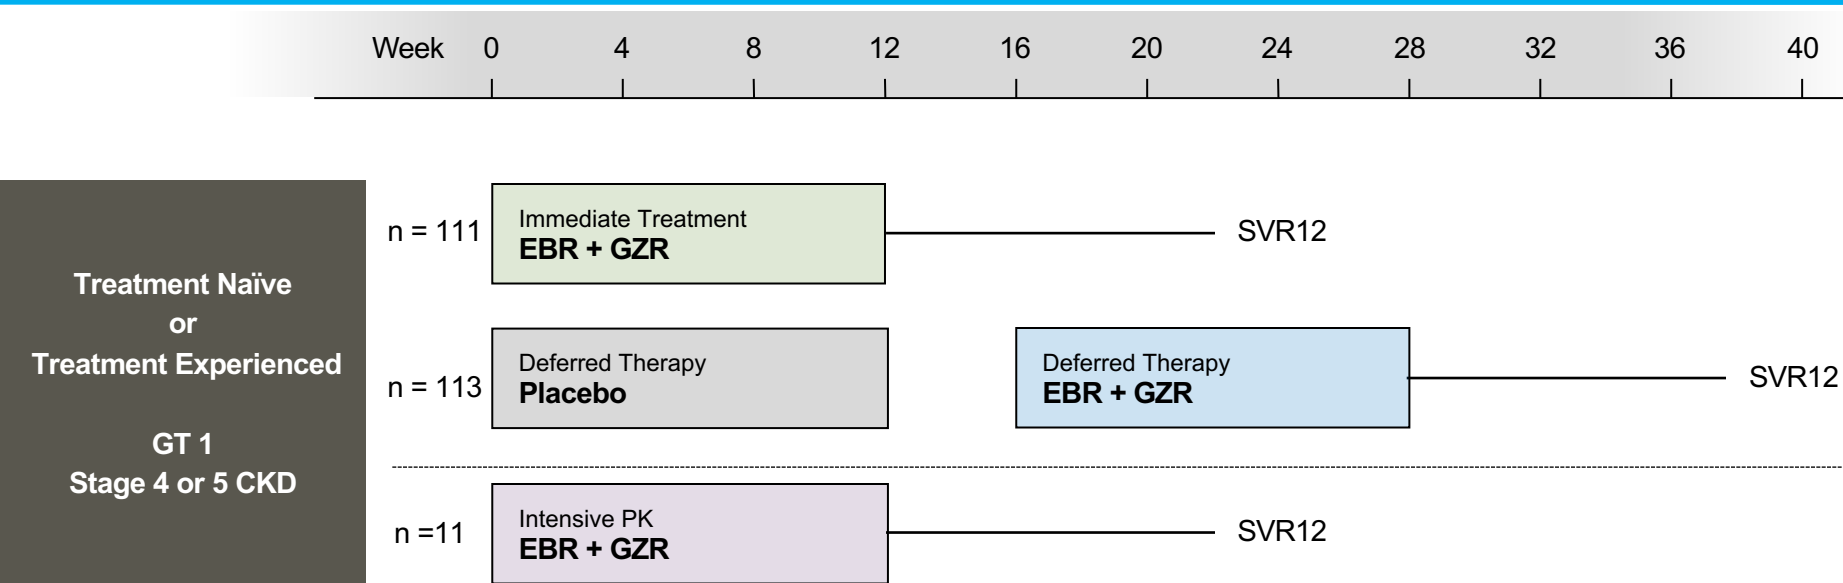 Week 0 4 8 12 16 20 24 28 32 36 40
Treatment Naïve
or
Treatment Experienced
GT 1
Stage 4 or 5 CKD
n = 111
Immediate Treatment
EBR + GZR
SVR12
n = 113
Deferred Therapy
Placebo
Deferred Therapy
EBR + GZR
SVR12
n =11
Intensive PK
EBR + GZR
SVR12